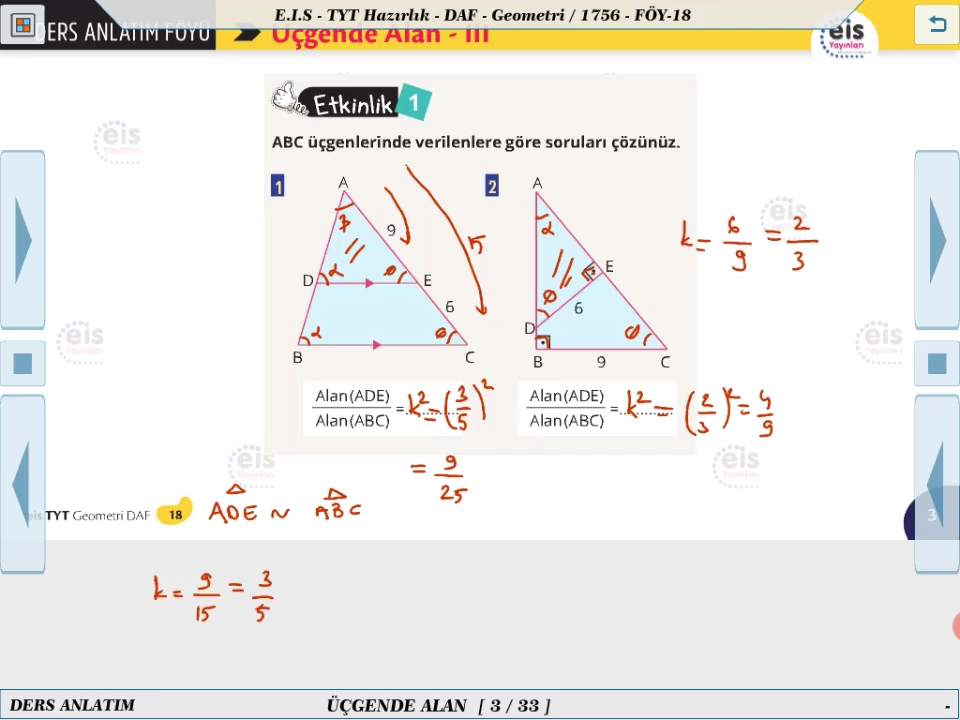 E.I.S - TYT Hazırlık - DAF - Geometri / 1756 - FÖY-18
DERS ANLATIM FÖYÜ
Üçgende Alan - III
eis
Yayınları
Etkinlik 1
ABC üçgenlerinde verilenlere göre soruları çözünüz.
1
A
9
15
D
α
θ
E
6
B
α
θ
C
Alan(ADE)
Alan(ABC)
= k² = (3/5)²
= 9/25
2
A
α
E
θ
6
D
B
9
θ
C
k = 6/9 = 2/3
Alan(ADE)
Alan(ABC)
= k² = (2/3)² = 4/9
eis TYT Geometri DAF 18
ADE ~ ABC
3
k = 9/15 = 3/5
DERS ANLATIM
ÜÇGENDE ALAN [ 3 / 33 ]
-